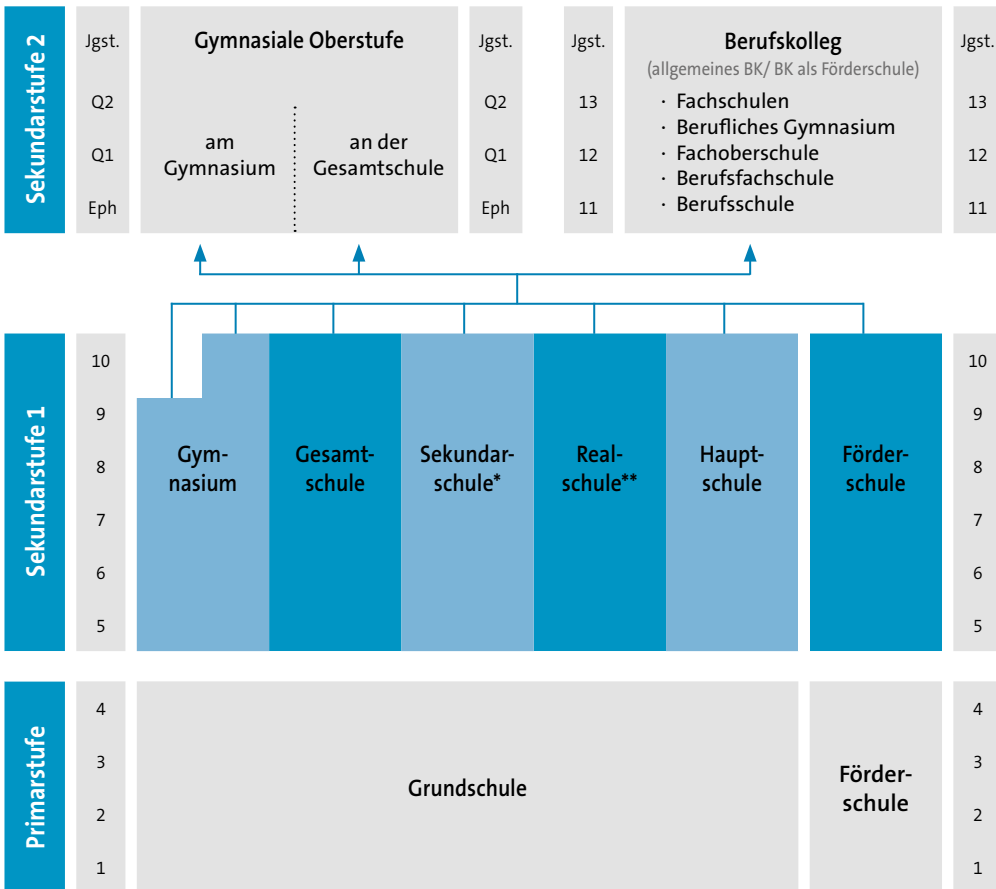 Sekundarstufe 2
Jgst.
Q2
Q1
Eph
Gymnasiale Oberstufe
am
Gymnasium
an der
Gesamtschule
Jgst.
Q2
Q1
Eph
Jgst.
13
12
11
Berufskolleg
(allgemeines BK/ BK als Förderschule)
· Fachschulen
· Berufliches Gymnasium
· Fachoberschule
· Berufsfachschule
· Berufsschule
Jgst.
13
12
11
Sekundarstufe 1
10
9
8
7
6
5
Gym-
nasium
Gesamt-
schule
Sekundar-
schule*
Real-
schule**
Haupt-
schule
Förder-
schule
10
9
8
7
6
5
Primarstufe
4
3
2
1
Grundschule
Förder-
schule
4
3
2
1